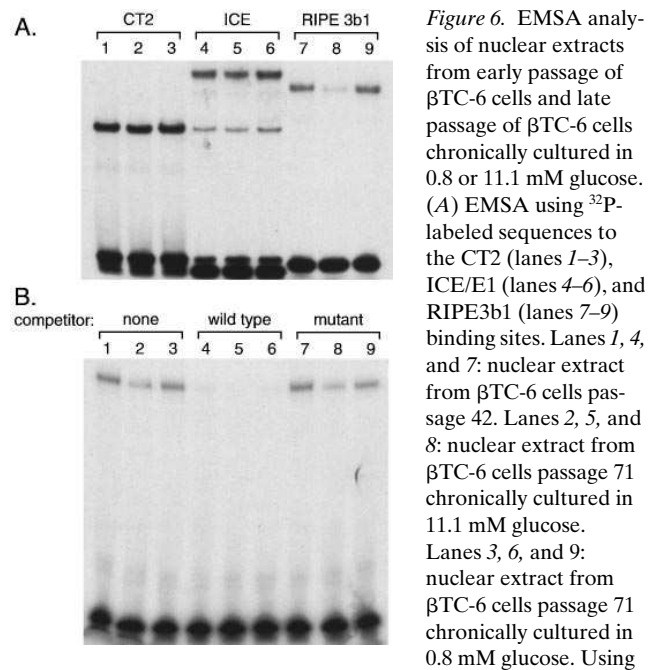 A.
CT2 ICE RIPE 3b1
1 2 3 4 5 6 7 8 9
B.
competitor: none wild type mutant
1 2 3 4 5 6 7 8 9
Figure 6. EMSA analy-
sis of nuclear extracts
from early passage of
βTC-6 cells and late
passage of βTC-6 cells
chronically cultured in
0.8 or 11.1 mM glucose.
(A) EMSA using ³²P-
labeled sequences to
the CT2 (lanes 1–3),
ICE/E1 (lanes 4–6), and
RIPE3b1 (lanes 7–9)
binding sites. Lanes 1, 4,
and 7: nuclear extract
from βTC-6 cells pas-
sage 42. Lanes 2, 5, and
8: nuclear extract from
βTC-6 cells passage 71
chronically cultured in
11.1 mM glucose.
Lanes 3, 6, and 9:
nuclear extract from
βTC-6 cells passage 71
chronically cultured in
0.8 mM glucose. Using